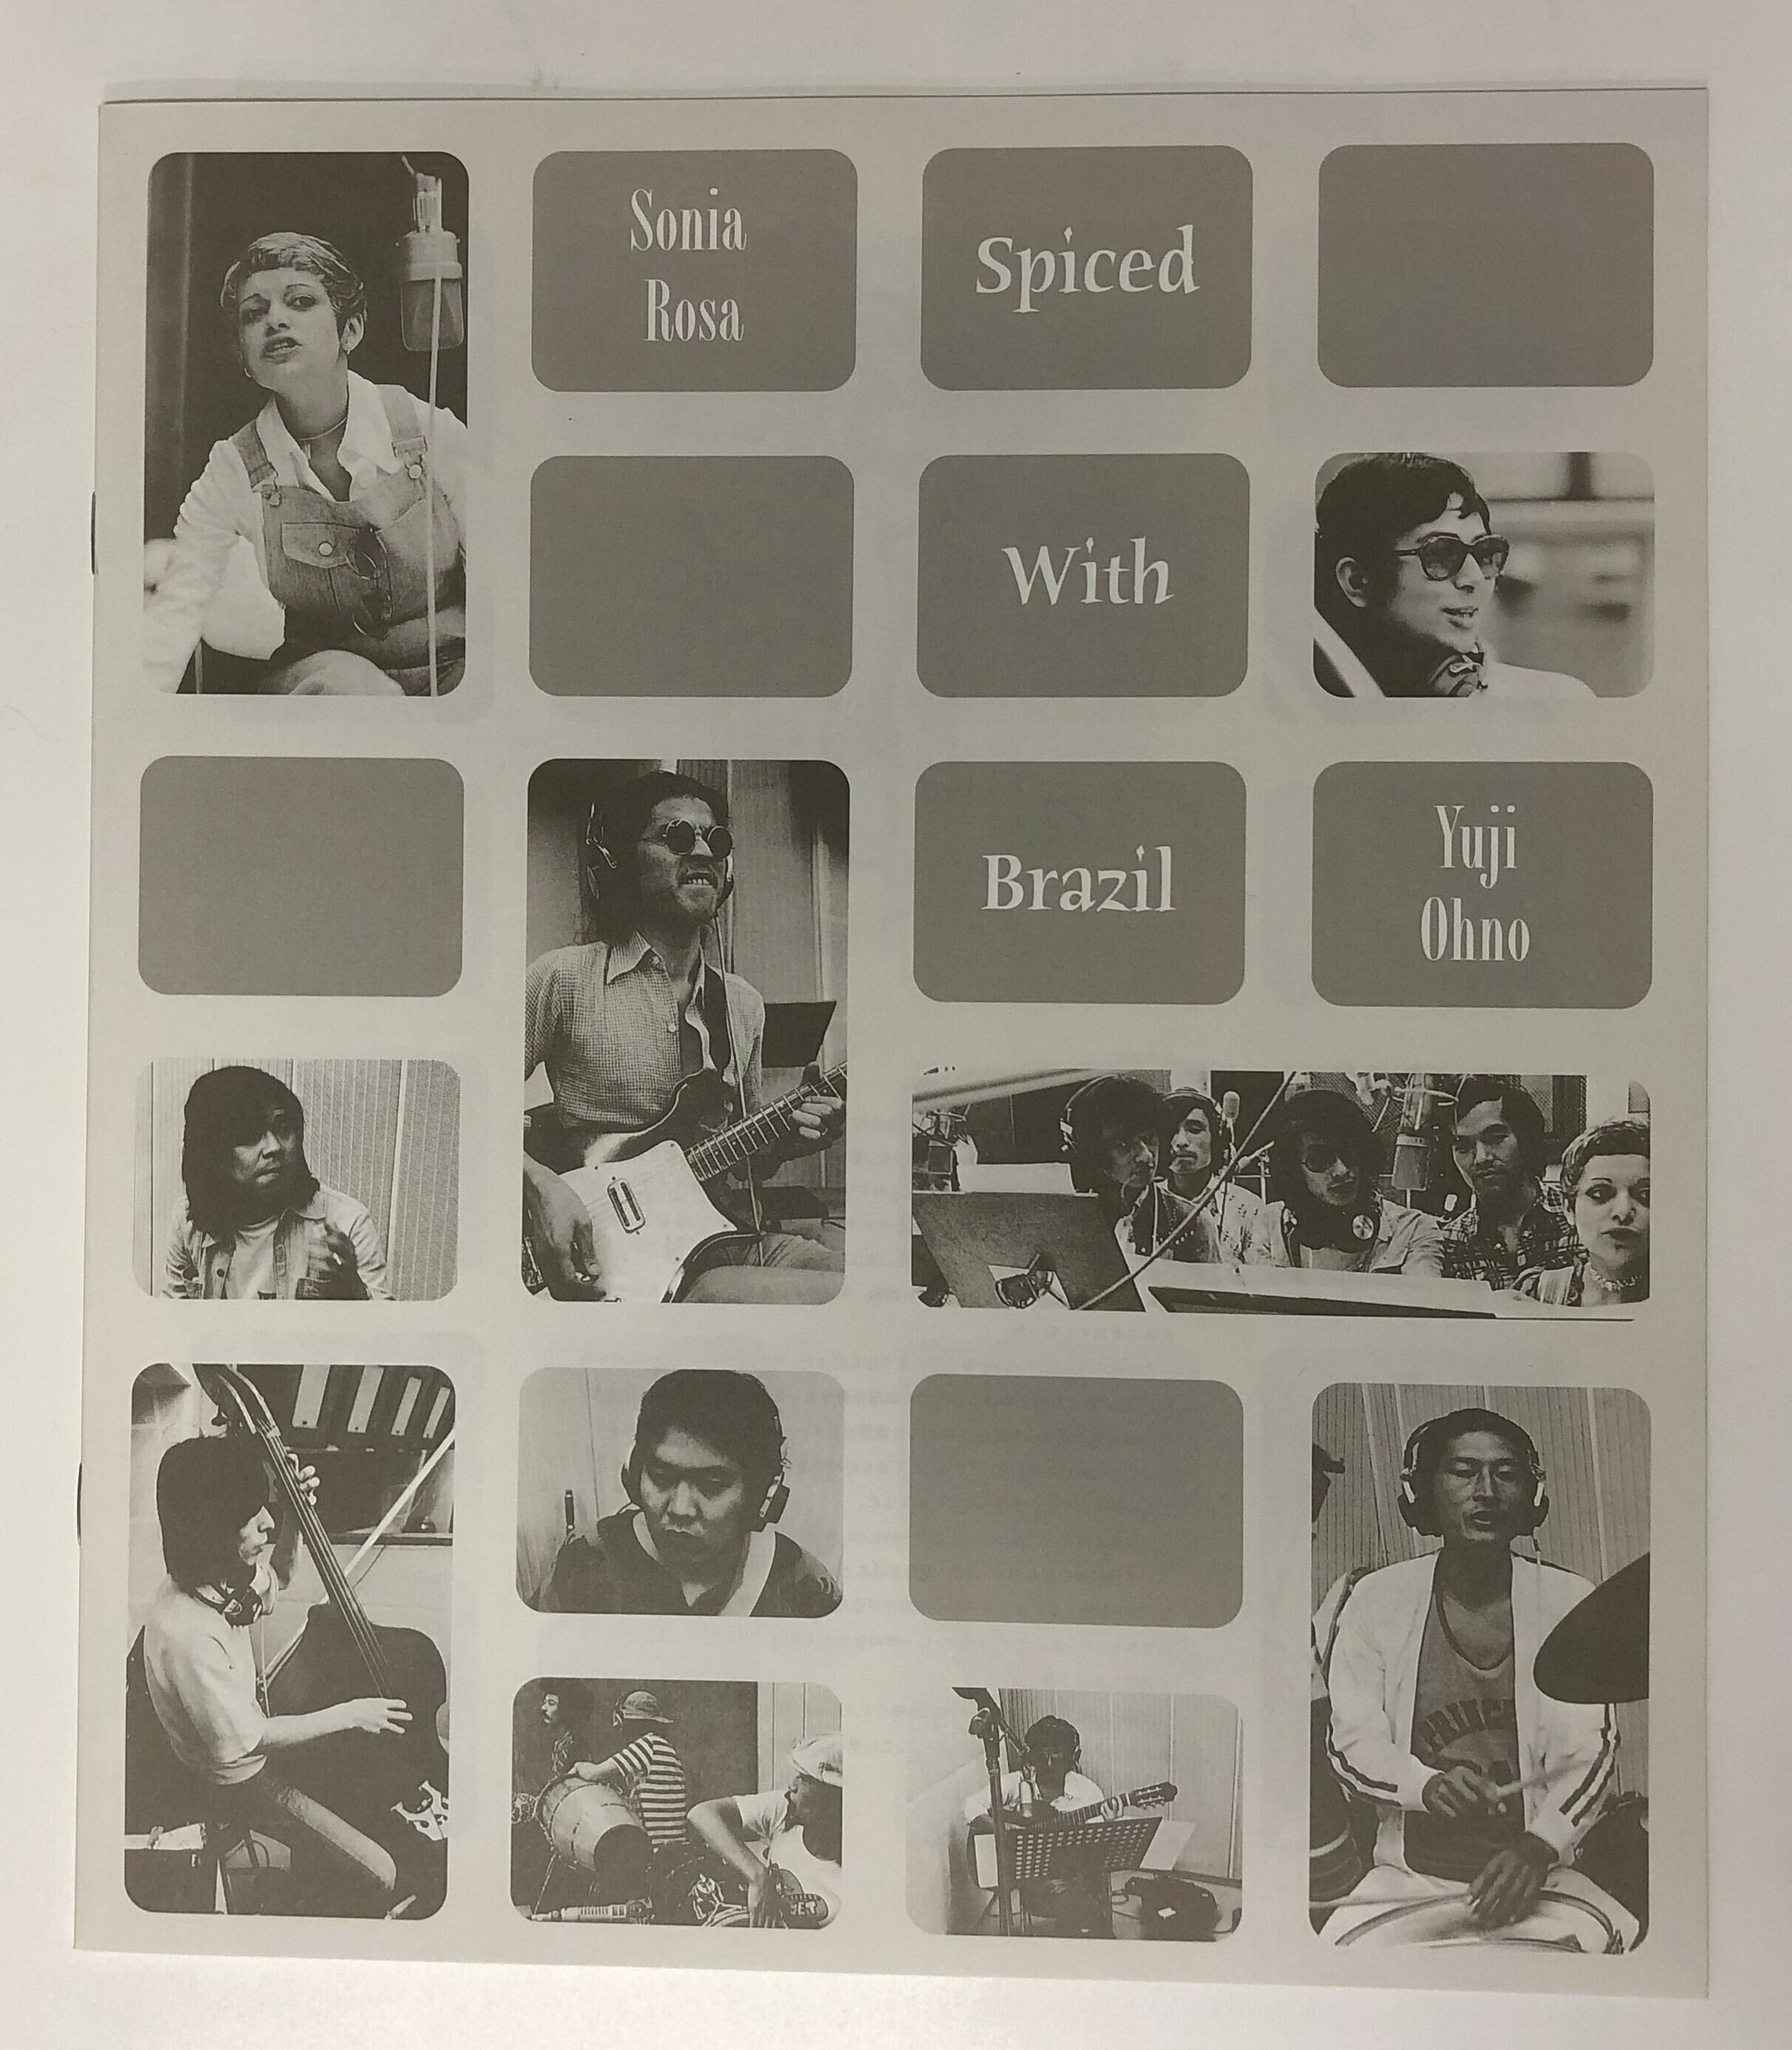 Sonia
Rosa
Spiced
With
Brazil
Yuji
Ohno